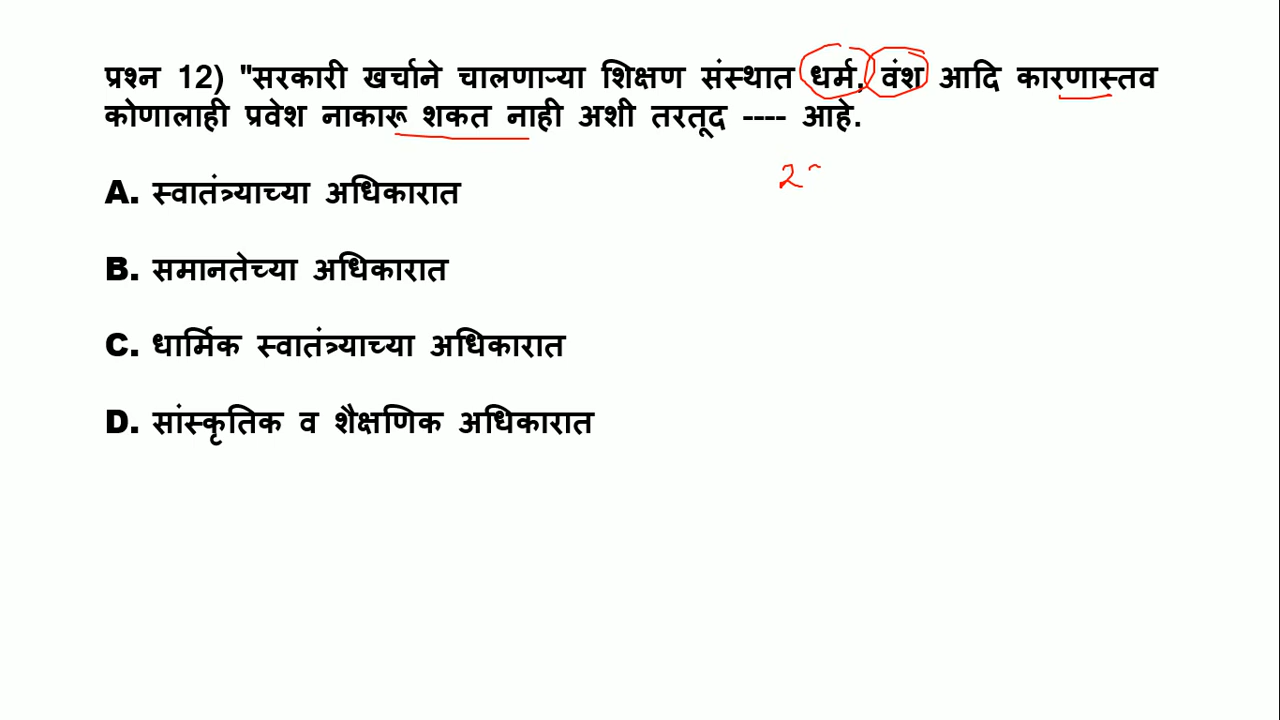 प्रश्न 12) "सरकारी खर्चाने चालणाऱ्या शिक्षण संस्थात धर्म, वंश आदि कारणास्तव
कोणालाही प्रवेश नाकारू शकत नाही अशी तरतूद ---- आहे.
2
A. स्वातंत्र्याच्या अधिकारात
B. समानतेच्या अधिकारात
C. धार्मिक स्वातंत्र्याच्या अधिकारात
D. सांस्कृतिक व शैक्षणिक अधिकारात